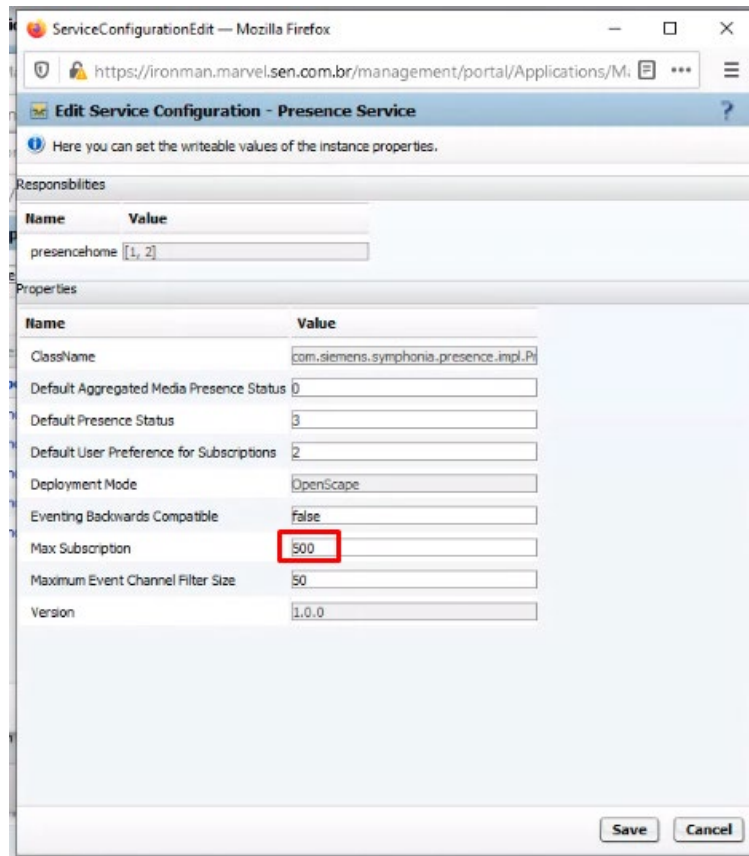 ServiceConfigurationEdit — Mozilla Firefox
https://ironman.marvel.sen.com.br/management/portal/Applications/Ma
Edit Service Configuration - Presence Service ?
Here you can set the writeable values of the instance properties.
Responsibilities
Name Value
presencehome [1, 2]
Properties
Name Value
ClassName com.siemens.symphonia.presence.impl.Pr
Default Aggregated Media Presence Status 0
Default Presence Status 3
Default User Preference for Subscriptions 2
Deployment Mode OpenScape
Eventing Backwards Compatible false
Max Subscription 500
Maximum Event Channel Filter Size 50
Version 1.0.0
Save Cancel